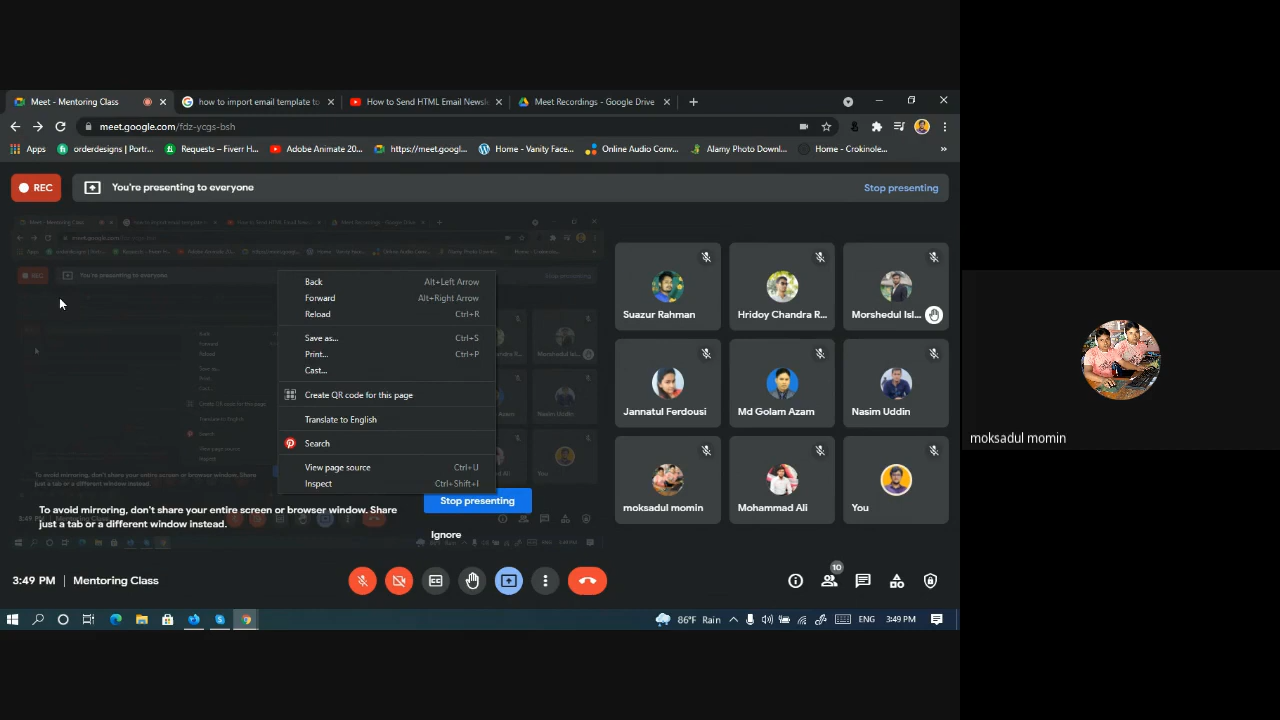 Meet - Mentoring Class
how to import email template to
How to Send HTML Email Newsl
Meet Recordings - Google Drive
meet.google.com/fdz-ycgs-bsh
Apps
orderdesigns | Portr...
Requests – Fiverr H...
Adobe Animate 20...
https://meet.googl...
Home - Vanity Face...
Online Audio Conv...
Alamy Photo Downl...
Home - Crokinole...
REC
You're presenting to everyone
Stop presenting
Back Alt+Left Arrow
Forward Alt+Right Arrow
Reload Ctrl+R
Save as... Ctrl+S
Print... Ctrl+P
Cast...
Create QR code for this page
Translate to English
Search
View page source Ctrl+U
Inspect Ctrl+Shift+I
To avoid mirroring, don't share your entire screen or browser window. Share
just a tab or a different window instead.
Stop presenting
Ignore
Suazur Rahman
Hridoy Chandra R...
Morshedul Isl...
Jannatul Ferdousi
Md Golam Azam
Nasim Uddin
moksadul momin
Mohammad Ali
You
moksadul momin
3:49 PM | Mentoring Class
10
86°F Rain
ENG
3:49 PM